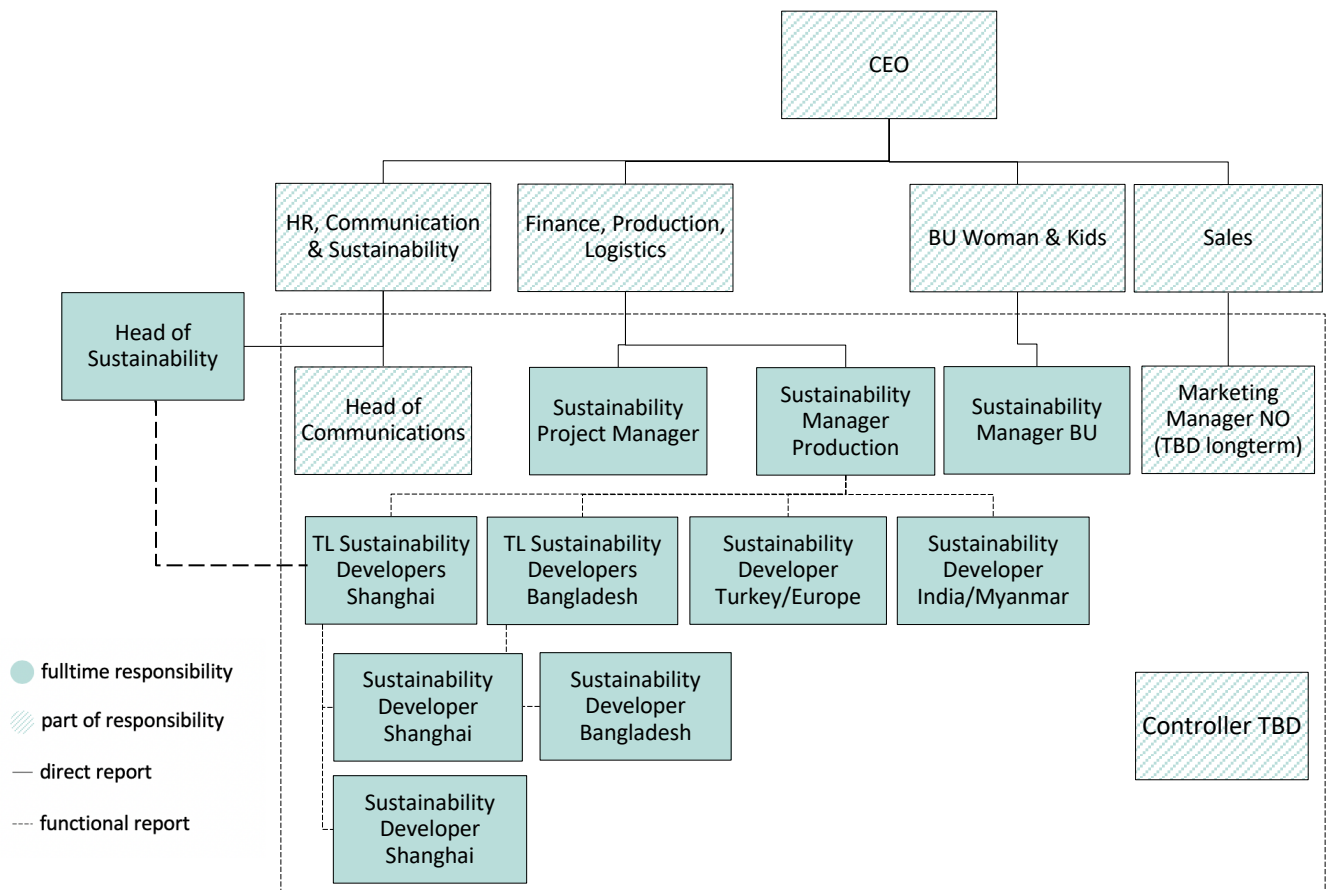 CEO
HR, Communication
& Sustainability
Finance, Production,
Logistics
BU Woman & Kids
Sales
Head of
Sustainability
Head of
Communications
Sustainability
Project Manager
Sustainability
Manager
Production
Sustainability
Manager BU
Marketing
Manager NO
(TBD longterm)
TL Sustainability
Developers
Shanghai
TL Sustainability
Developers
Bangladesh
Sustainability
Developer
Turkey/Europe
Sustainability
Developer
India/Myanmar
Sustainability
Developer
Shanghai
Sustainability
Developer
Bangladesh
Controller TBD
Sustainability
Developer
Shanghai
fulltime responsibility
part of responsibility
direct report
functional report